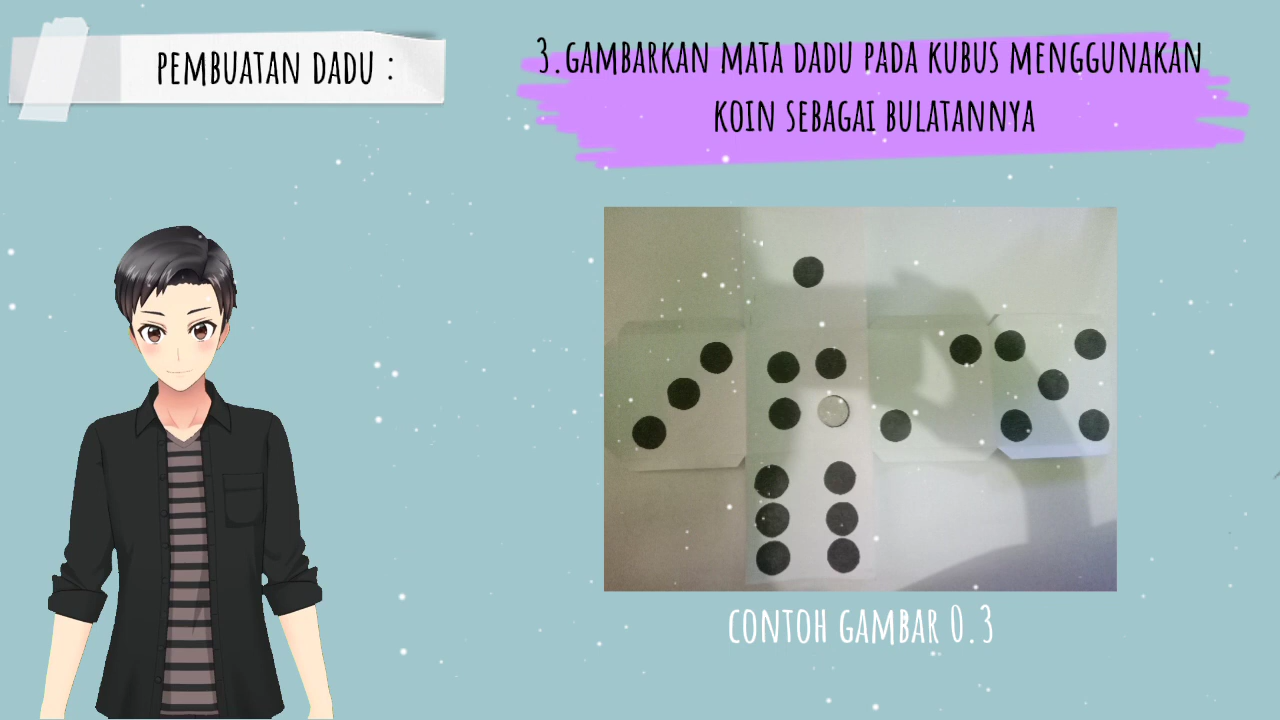 PEMBUATAN DADU :
3.GAMBARKAN MATA DADU PADA KUBUS MENGGUNAKAN
KOIN SEBAGAI BULATANNYA
CONTOH GAMBAR 0.3